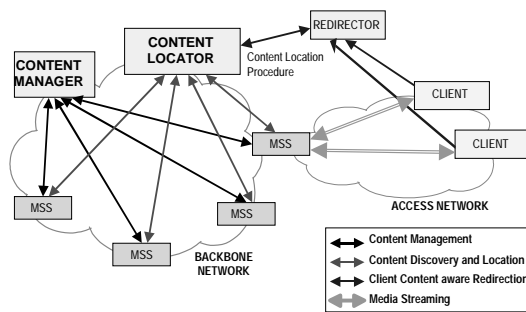 REDIRECTOR
CONTENT
LOCATOR
Content Location
Procedure
CONTENT
MANAGER
CLIENT
MSS
CLIENT
MSS
MSS
MSS
ACCESS NETWORK
BACKBONE
NETWORK
Content Management
Content Discovery and Location
Client Content aware Redirection
Media Streaming